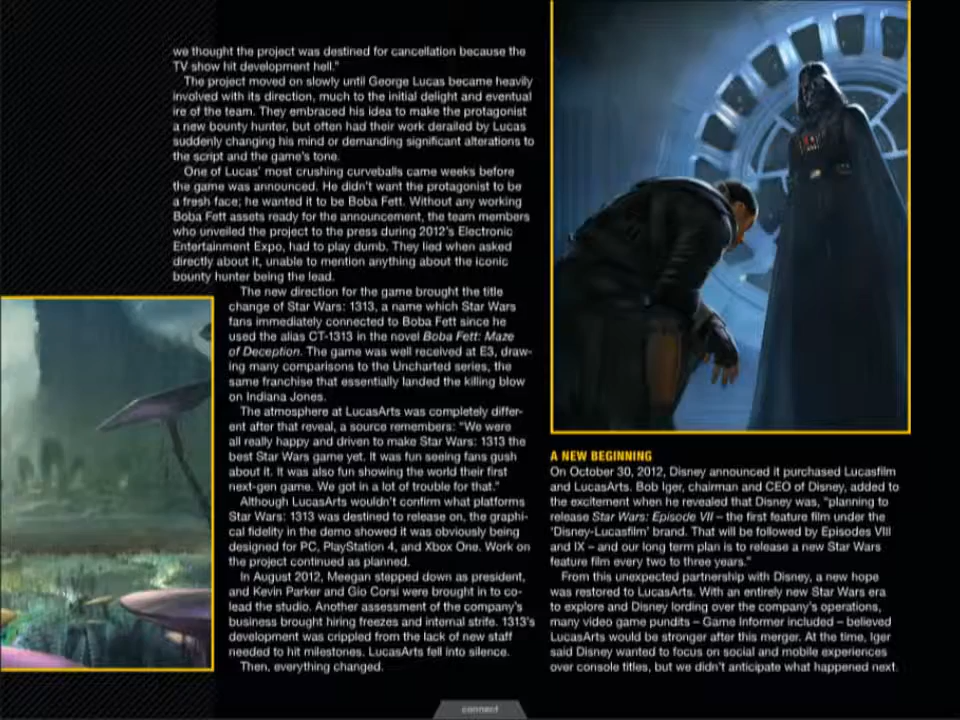 we thought the project was destined for cancellation because the
TV show hit development hell."
The project moved on slowly until George Lucas became heavily
involved with its direction, much to the initial delight and eventual
ire of the team. They embraced his idea to make the protagonist
a new bounty hunter, but often had their work derailed by Lucas
suddenly changing his mind or demanding significant alterations to
the script and the game's tone.
One of Lucas' most crushing curveballs came weeks before
the game was announced. He didn't want the protagonist to be
a fresh face; he wanted it to be Boba Fett. Without any working
Boba Fett assets ready for the announcement, the team members
who unveiled the project to the press during 2012's Electronic
Entertainment Expo, had to play dumb. They lied when asked
directly about it, unable to mention anything about the iconic
bounty hunter being the lead.
The new direction for the game brought the title
change of Star Wars: 1313, a name which Star Wars
fans immediately connected to Boba Fett since he
used the alias CT-1313 in the novel Boba Fett: Maze
of Deception. The game was well received at E3, draw-
ing many comparisons to the Uncharted series, the
same franchise that essentially landed the killing blow
on Indiana Jones.
The atmosphere at LucasArts was completely differ-
ent after that reveal, a source remembers: "We were
all really happy and driven to make Star Wars: 1313 the
best Star Wars game yet. It was fun seeing fans gush
about it. It was also fun showing the world their first
next-gen game. We got in a lot of trouble for that."
Although LucasArts wouldn't confirm what platforms
Star Wars: 1313 was destined to release on, the graphi-
cal fidelity in the demo showed it was obviously being
designed for PC, PlayStation 4, and Xbox One. Work on
the project continued as planned.
In August 2012, Meegan stepped down as president,
and Kevin Parker and Gio Corsi were brought in to co-
lead the studio. Another assessment of the company's
business brought hiring freezes and internal strife. 1313's
development was crippled from the lack of new staff
needed to hit milestones. LucasArts fell into silence.
Then, everything changed.
A NEW BEGINNING
On October 30, 2012, Disney announced it purchased Lucasfilm
and LucasArts. Bob Iger, chairman and CEO of Disney, added to
the excitement when he revealed that Disney was, "planning to
release Star Wars: Episode VII – the first feature film under the
'Disney-Lucasfilm' brand. That will be followed by Episodes VIII
and IX – and our long term plan is to release a new Star Wars
feature film every two to three years."
From this unexpected partnership with Disney, a new hope
was restored to LucasArts. With an entirely new Star Wars era
to explore and Disney lording over the company's operations,
many video game pundits – Game Informer included – believed
LucasArts would be stronger after this merger. At the time, Iger
said Disney wanted to focus on social and mobile experiences
over console titles, but we didn't anticipate what happened next.
connect